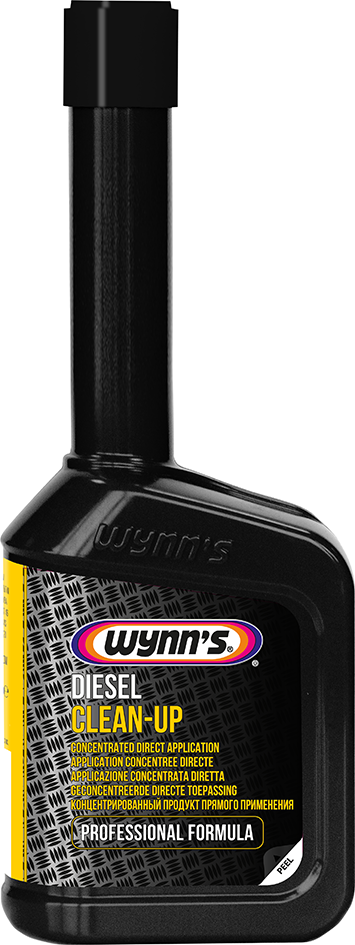 wynn's
wynn's®
®
DIESEL
CLEAN-UP
CONCENTRATED DIRECT APPLICATION
APPLICATION CONCENTREE DIRECTE
APPLICAZIONE CONCENTRATA DIRETTA
GECONCENTREERDE DIRECTE TOEPASSING
КОНЦЕНТРИРОВАННЫЙ ПРОДУКТ ПРЯМОГО ПРИМЕНЕНИЯ
PROFESSIONAL FORMULA
PEEL